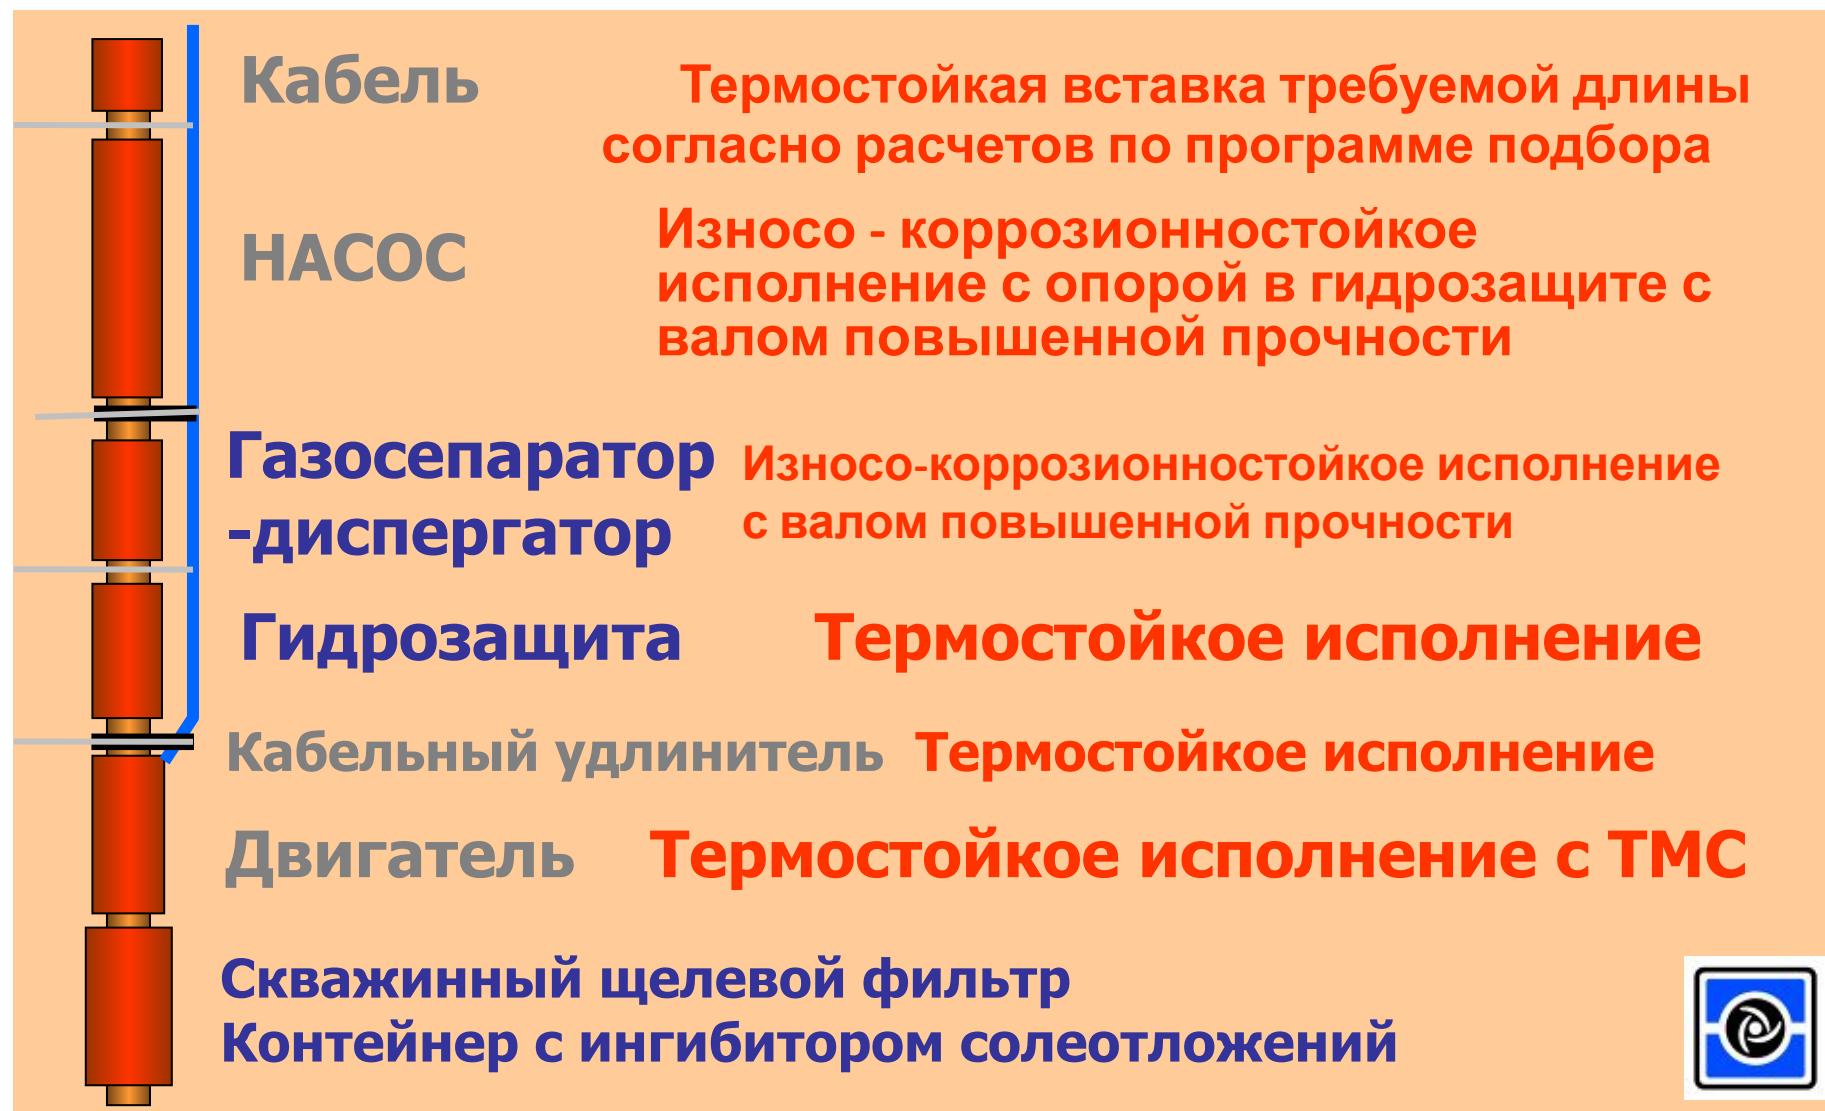 Кабель
Термостойкая вставка требуемой длины
согласно расчетов по программе подбора
НАСОС
Износо - коррозионностойкое
исполнение с опорой в гидрозащите с
валом повышенной прочности
Газосепаратор
-диспергатор
Износо-коррозионностойкое исполнение
с валом повышенной прочности
Гидрозащита
Термостойкое исполнение
Кабельный удлинитель
Термостойкое исполнение
Двигатель
Термостойкое исполнение с ТМС
Скважинный щелевой фильтр
Контейнер с ингибитором солеотложений